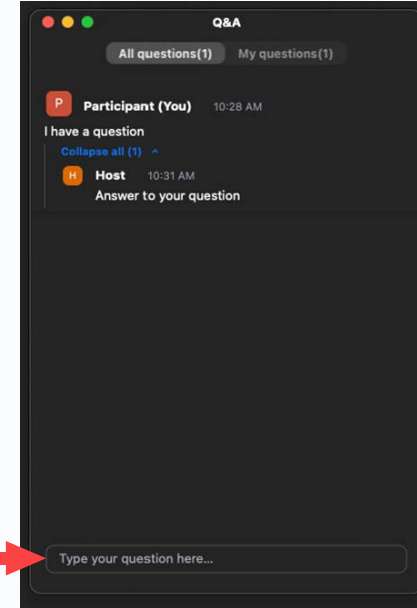 Q&A
All questions(1) My questions(1)
P Participant (You) 10:28 AM
I have a question
Collapse all (1)
H Host 10:31 AM
Answer to your question
Type your question here...